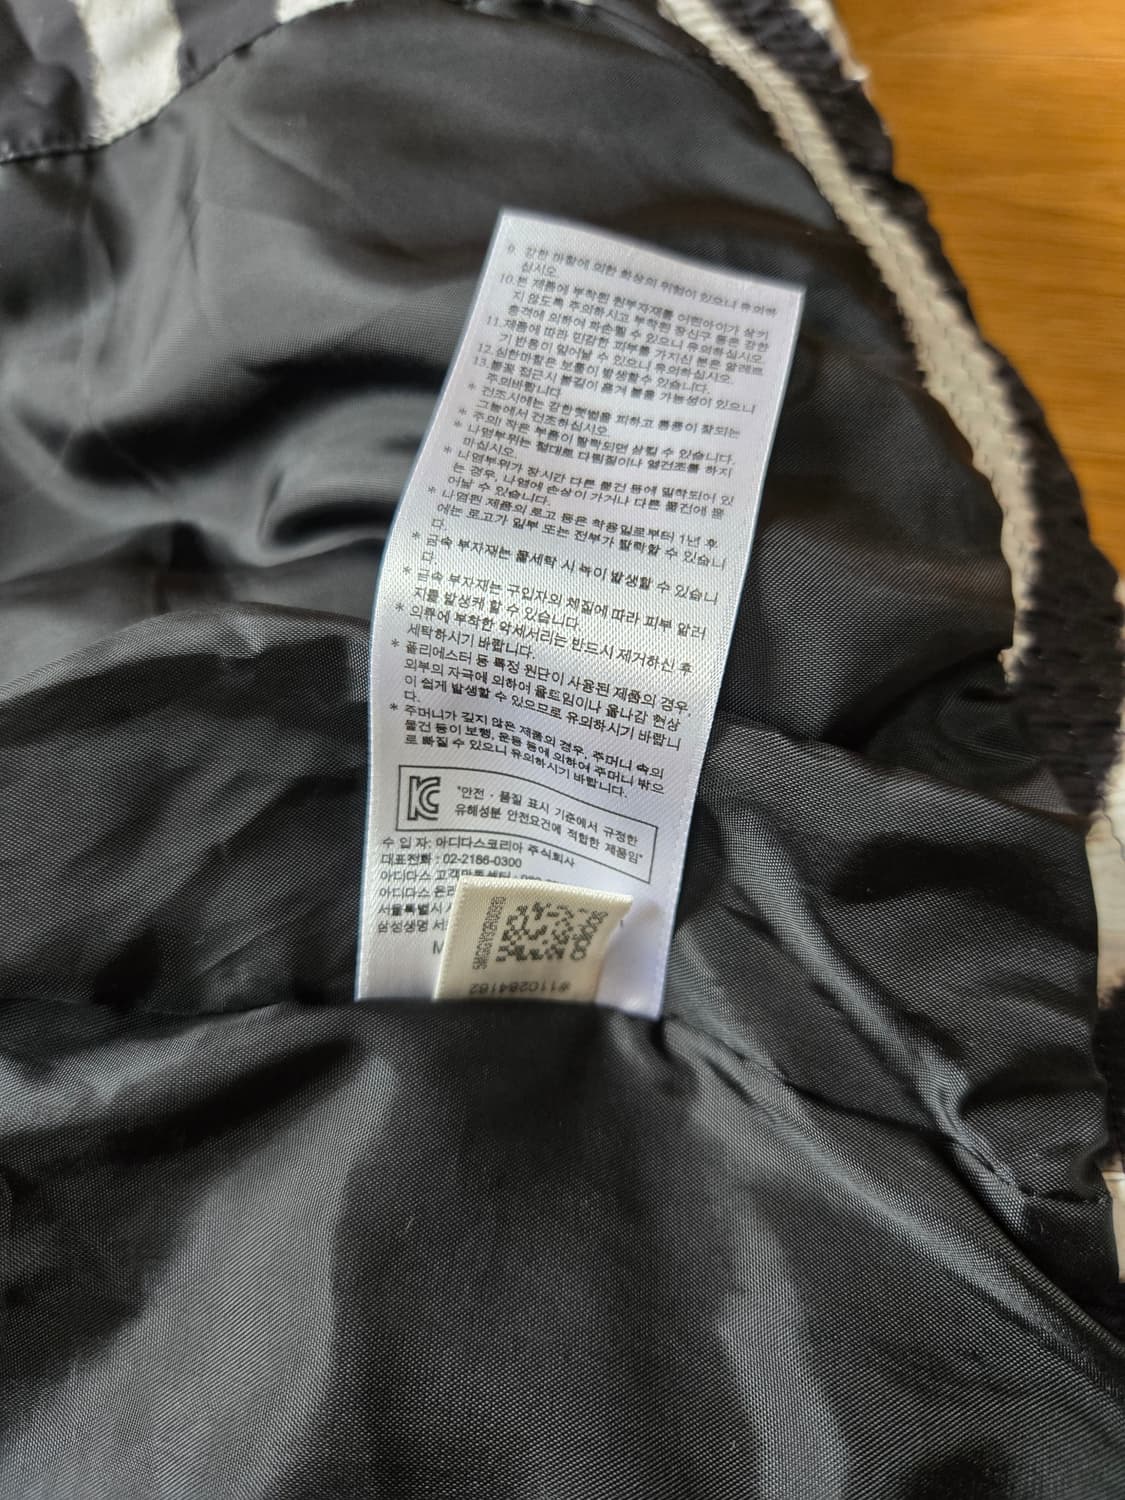 9. 강한 마찰에 의한 화상의 위험이 있으니 유의하
십시오.
10.본 제품에 부착된 원부자재를 어린아이가 삼키
지 않도록 주의하시고 부착된 장신구 등은 강한
충격에 의하여 파손될 수 있으니 유의하십시오.
11.제품에 따라 민감한 피부를 가지신 분은 알레르
기 반응이 일어날 수 있으니 유의하십시오.
12.심한마찰은 보풀이 발생할수 있습니다.
13.불꽃 접근시 불길이 옮겨 붙을 가능성이 있으니
주의바랍니다.
* 건조시에는 강한햇볕을 피하고 통풍이 잘되는
그늘에서 건조하십시오.
* 주의! 작은 부품이 탈락되면 삼킬 수 있습니다.
* 나염부위는 절대로 다림질이나 열건조를 하지
마십시오.
* 나염부위가 장시간 다른 물건 등에 밀착되어 있
는 경우, 나염에 손상이 가거나 다른 물건에 묻
어날 수 있습니다.
* 나염된 제품의 로고 등은 착용일로부터 1년 후
에는 로고가 일부 또는 전부가 탈락할 수 있습니
다.
* 금속 부자재는 물세탁 시 녹이 발생할 수 있습니
다.
* 금속 부자재는 구입자의 체질에 따라 피부 알러
지를 발생케 할 수 있습니다.
* 의류에 부착한 악세서리는 반드시 제거하신 후
세탁하시기 바랍니다.
* 폴리에스터 등 특정 원단이 사용된 제품의 경우,
외부의 자극에 의하여 올트임이나 올나감 현상
이 쉽게 발생할 수 있으므로 유의하시기 바랍니
다.
* 주머니가 깊지 않은 제품의 경우, 주머니 속의
물건 등이 보행, 운동 등에 의하여 주머니 밖으
로 빠질 수 있으니 유의하시기 바랍니다.
"안전·품질 표시 기준에서 규정한
유해성분 안전요건에 적합한 제품임"
수 입 자: 아디다스코리아 주식회사
대표전화 : 02-2186-0300
아디다스 고객만족센터 :
아디다스 온라
서울특별시
삼성생명 서
M
adidas
#110284182